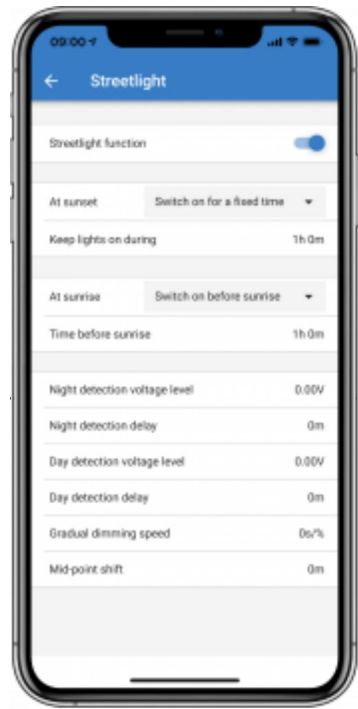 09:00
Streetlight
Streetlight function
At sunset Switch on for a fixed time
Keep lights on during 1h 0m
At sunrise Switch on before sunrise
Time before sunrise 1h 0m
Night detection voltage level 0.00V
Night detection delay 0m
Day detection voltage level 0.00V
Day detection delay 0m
Gradual dimming speed 0s/%
Mid-point shift 0m